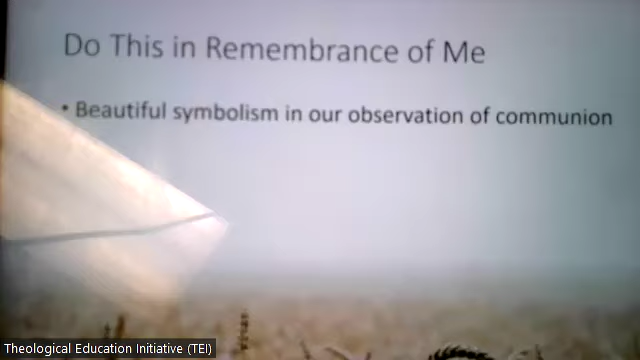 Do This in Remembrance of Me
• Beautiful symbolism in our observation of communion
Theological Education Initiative (TEI)